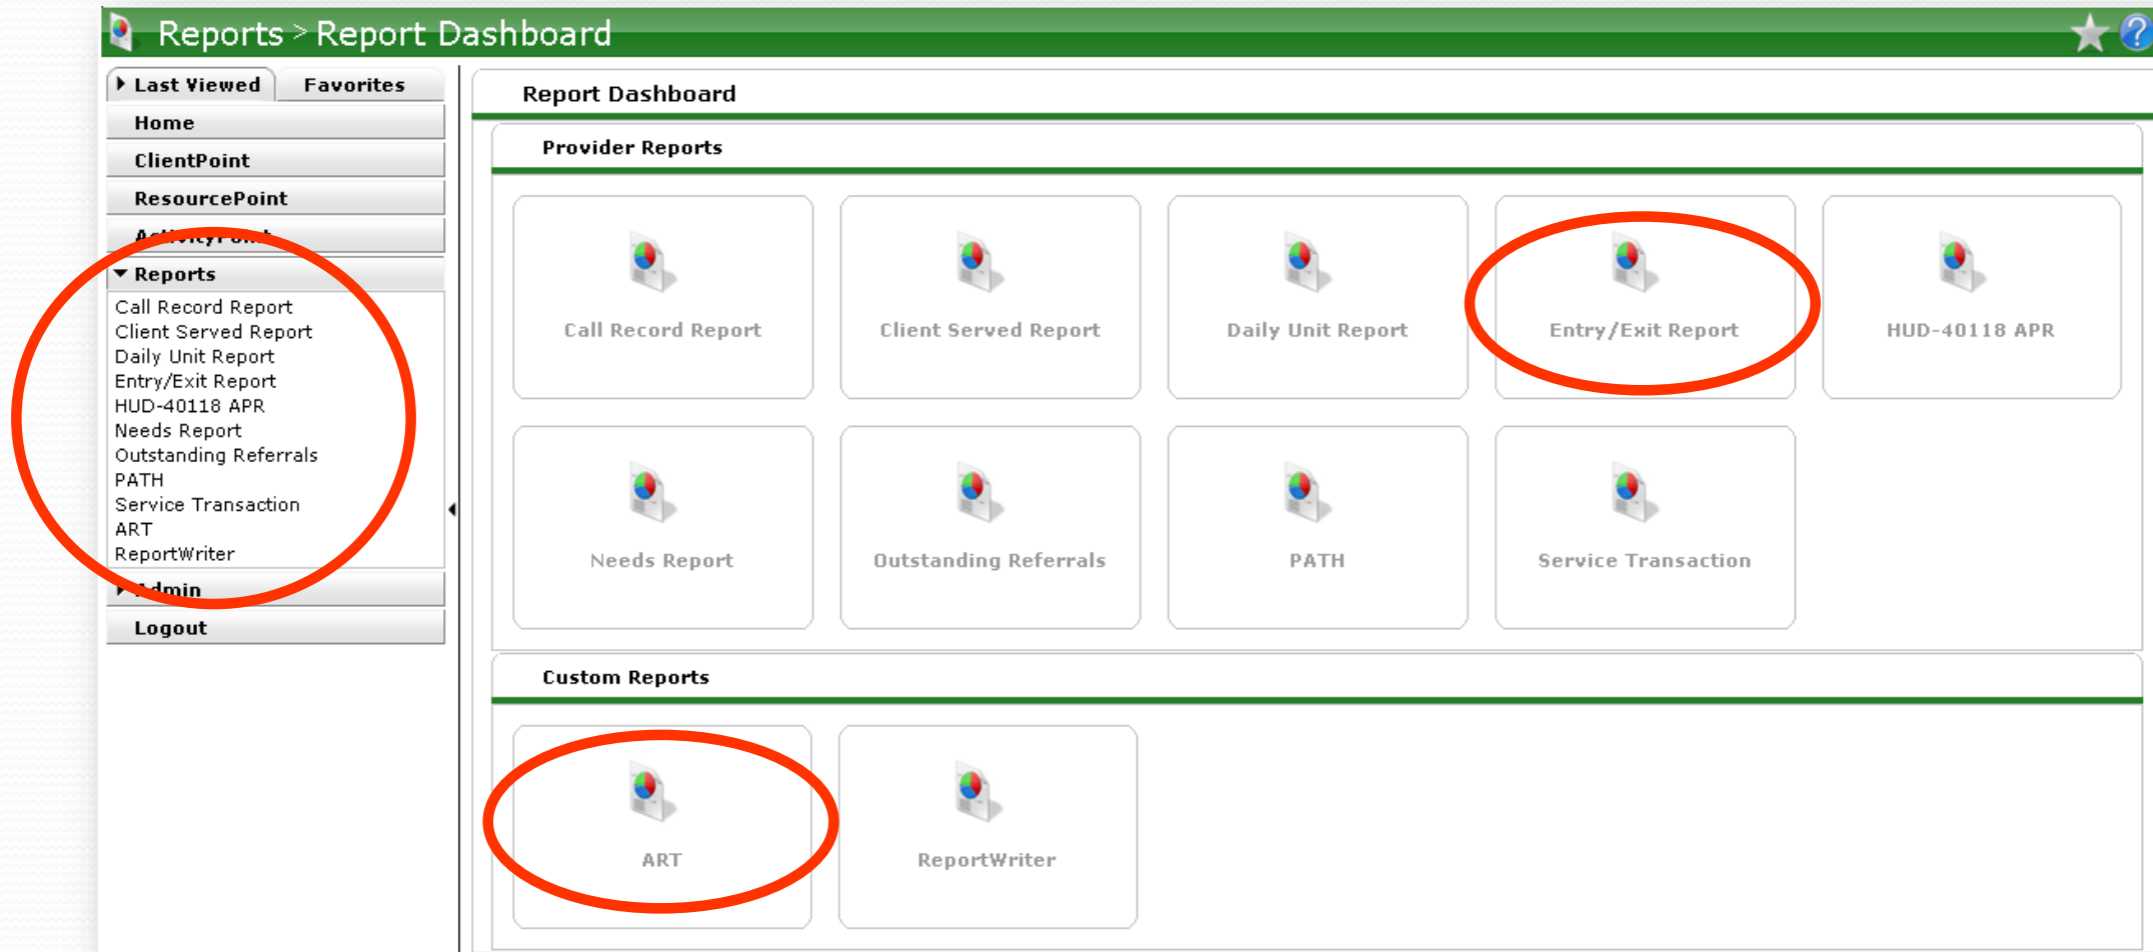 Reports > Report Dashboard
Last Viewed Favorites
Home
ClientPoint
ResourcePoint
ActivityPoint
Reports
Call Record Report
Client Served Report
Daily Unit Report
Entry/Exit Report
HUD-40118 APR
Needs Report
Outstanding Referrals
PATH
Service Transaction
ART
ReportWriter
Admin
Logout
Report Dashboard
Provider Reports
Call Record Report
Client Served Report
Daily Unit Report
Entry/Exit Report
HUD-40118 APR
Needs Report
Outstanding Referrals
PATH
Service Transaction
Custom Reports
ART
ReportWriter
?